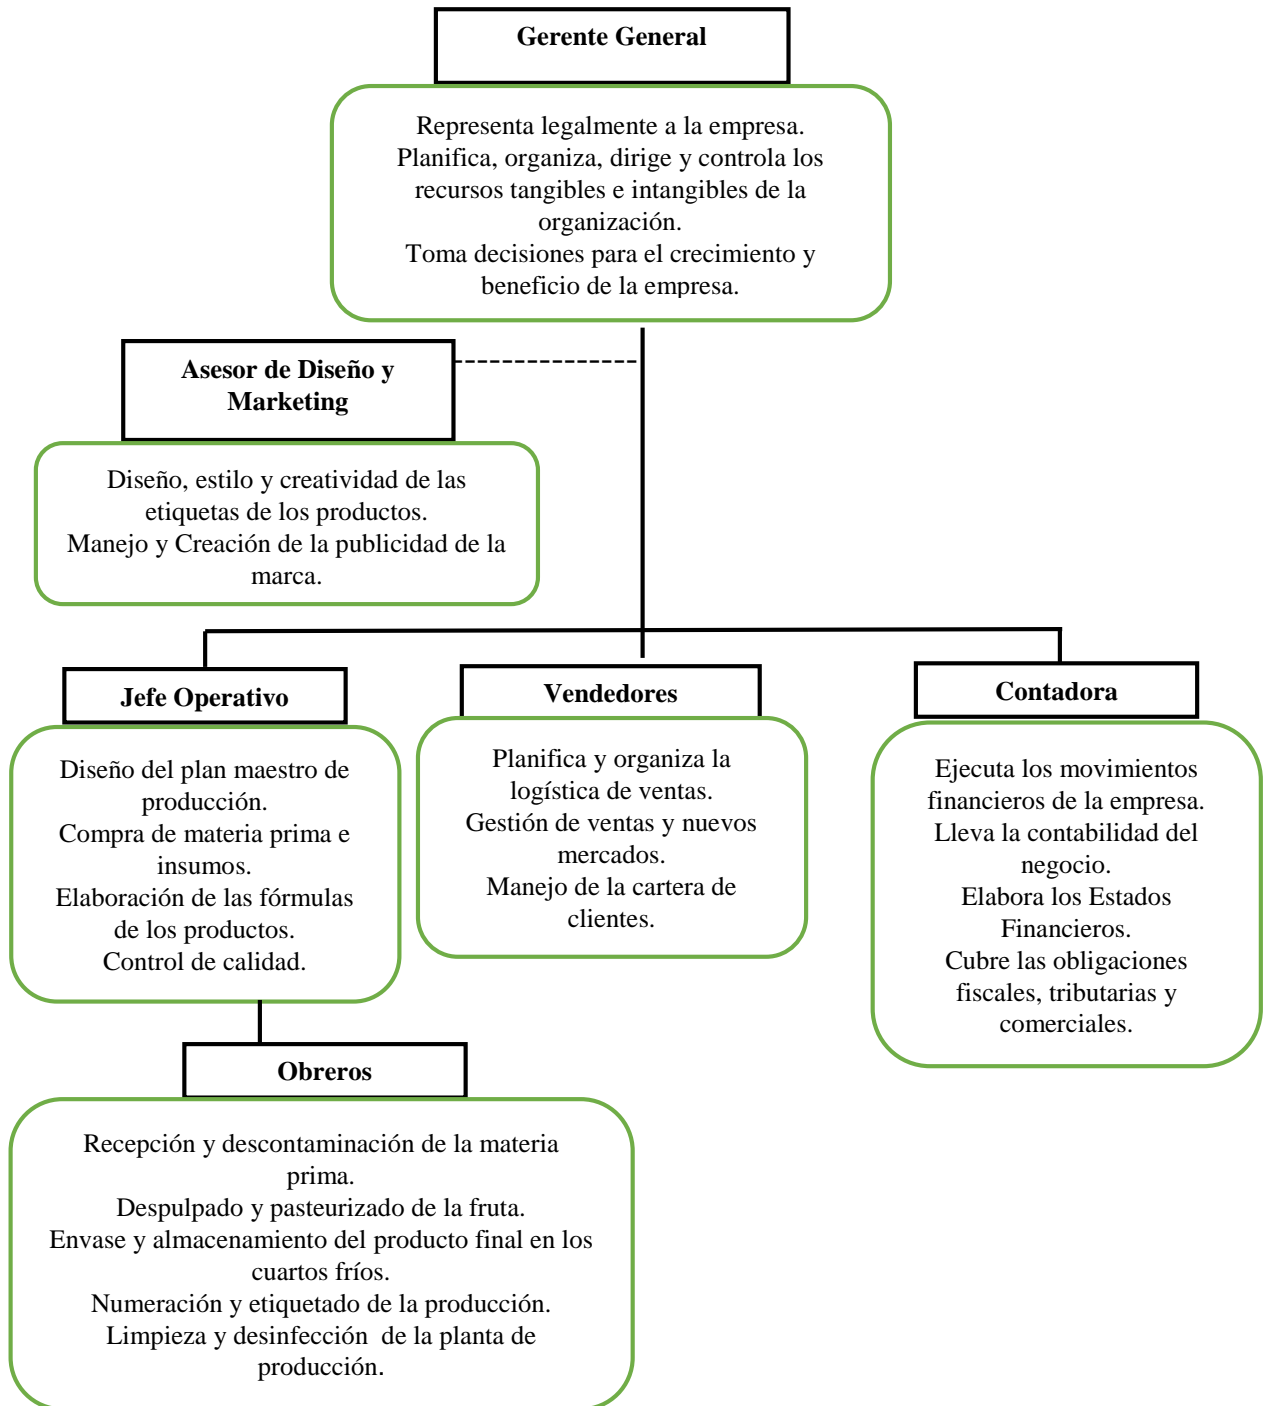 Gerente General
Representa legalmente a la empresa.
Planifica, organiza, dirige y controla los
recursos tangibles e intangibles de la
organización.
Toma decisiones para el crecimiento y
beneficio de la empresa.
Asesor de Diseño y
Marketing
Diseño, estilo y creatividad de las
etiquetas de los productos.
Manejo y Creación de la publicidad de la
marca.
Jefe Operativo
Diseño del plan maestro de
producción.
Compra de materia prima e
insumos.
Elaboración de las fórmulas
de los productos.
Control de calidad.
Vendedores
Planifica y organiza la
logística de ventas.
Gestión de ventas y nuevos
mercados.
Manejo de la cartera de
clientes.
Contadora
Ejecuta los movimientos
financieros de la empresa.
Lleva la contabilidad del
negocio.
Elabora los Estados
Financieros.
Cubre las obligaciones
fiscales, tributarias y
comerciales.
Obreros
Recepción y descontaminación de la materia
prima.
Despulpado y pasteurizado de la fruta.
Envase y almacenamiento del producto final en los
cuartos fríos.
Numeración y etiquetado de la producción.
Limpieza y desinfección  de la planta de
producción.